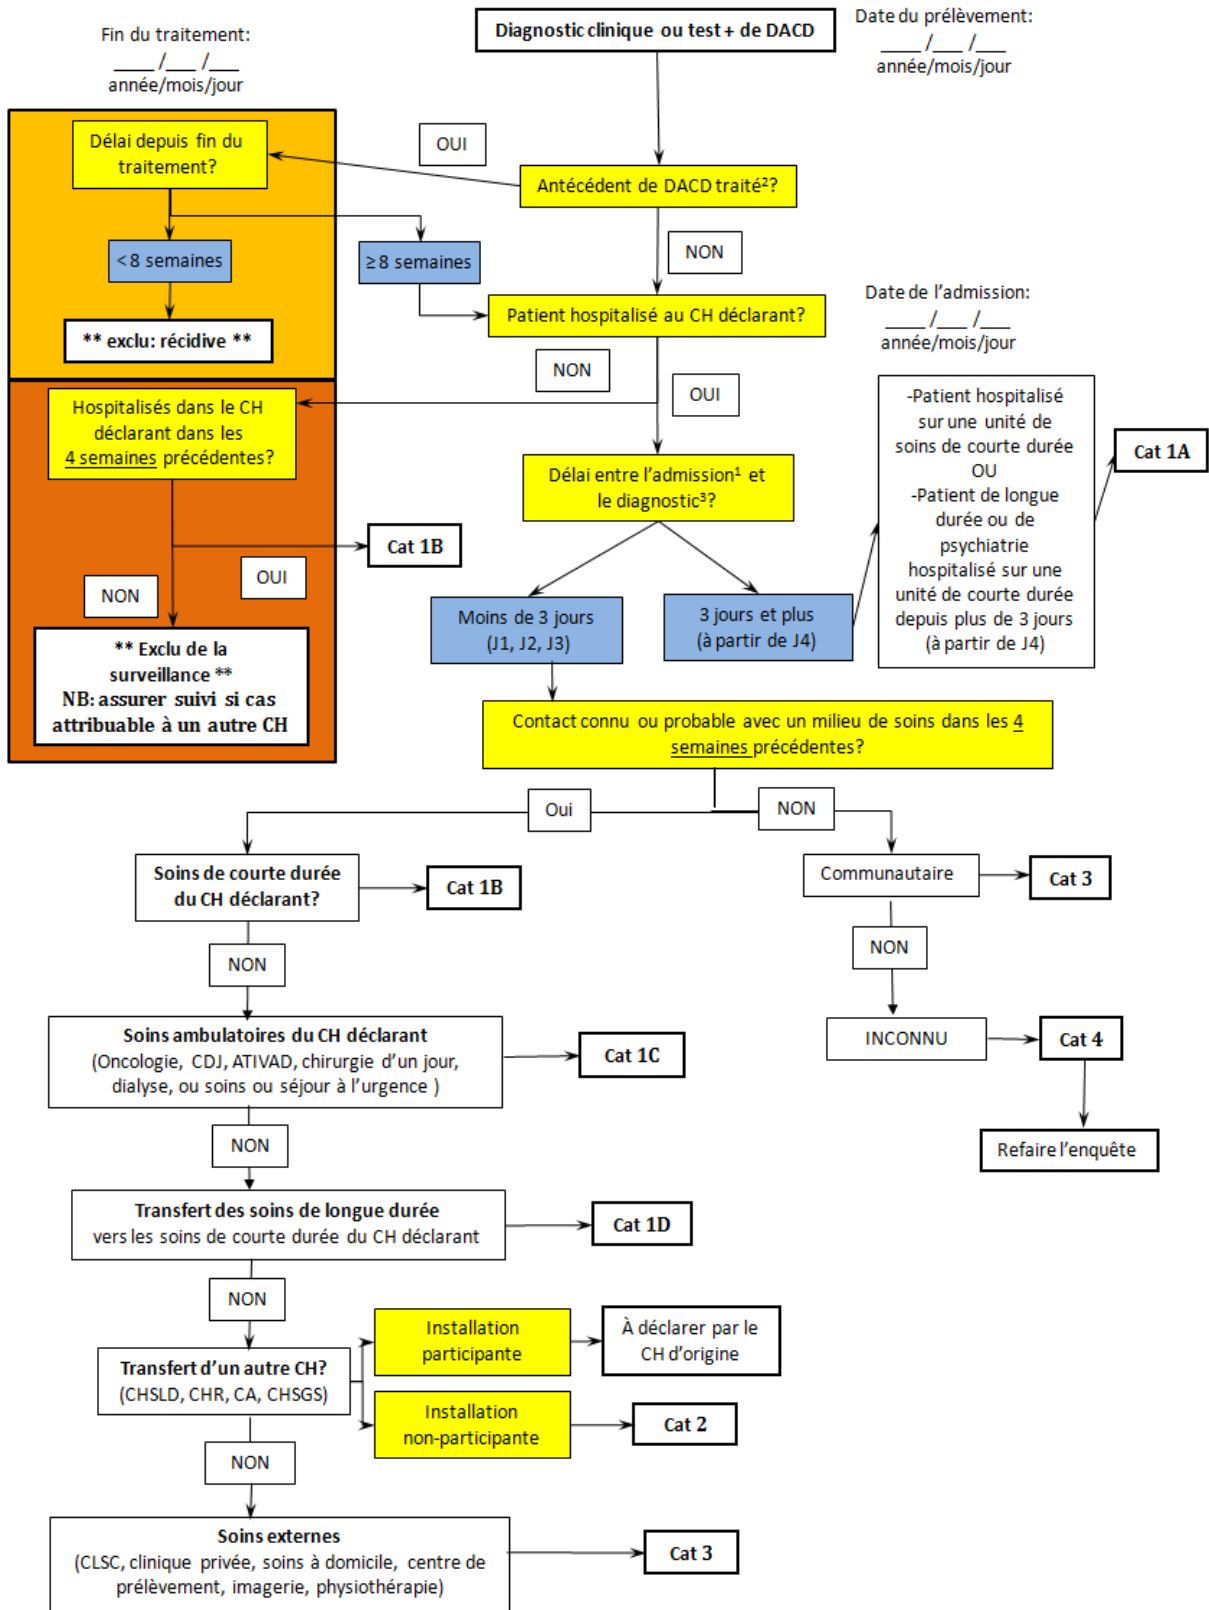 Diagnostic clinique ou test + de DACD
Date du prélèvement:
____ /___ /___
année/mois/jour
Fin du traitement:
____ /___ /___
année/mois/jour
Délai depuis fin du
traitement?
OUI
Antécédent de DACD traité²?
< 8 semaines
≥ 8 semaines
NON
** exclu: récidive **
Patient hospitalisé au CH déclarant?
Date de l'admission:
____ /___ /___
année/mois/jour
NON
OUI
Hospitalisés dans le CH
déclarant dans les
4 semaines précédentes?
Délai entre l'admission¹ et
le diagnostic³?
-Patient hospitalisé
sur une unité de
soins de courte durée
OU
-Patient de longue
durée ou de
psychiatrie
hospitalisé sur une
unité de courte durée
depuis plus de 3 jours
(à partir de J4)
Cat 1A
Cat 1B
OUI
NON
Moins de 3 jours
(J1, J2, J3)
3 jours et plus
(à partir de J4)
** Exclu de la
surveillance **
NB: assurer suivi si cas
attribuable à un autre CH
Contact connu ou probable avec un milieu de soins dans les 4
semaines précédentes?
Oui
NON
Soins de courte durée
du CH déclarant?
Cat 1B
Communautaire
Cat 3
NON
NON
Soins ambulatoires du CH déclarant
(Oncologie, CDJ, ATIVAD, chirurgie d'un jour,
dialyse, ou soins ou séjour à l'urgence )
Cat 1C
INCONNU
Cat 4
NON
Refaire l'enquête
Transfert des soins de longue durée
vers les soins de courte durée du CH déclarant
Cat 1D
NON
Installation
participante
À déclarer par le
CH d'origine
Transfert d'un autre CH?
(CHSLD, CHR, CA, CHSGS)
Installation
non-participante
Cat 2
NON
Soins externes
(CLSC, clinique privée, soins à domicile, centre de
prélèvement, imagerie, physiothérapie)
Cat 3